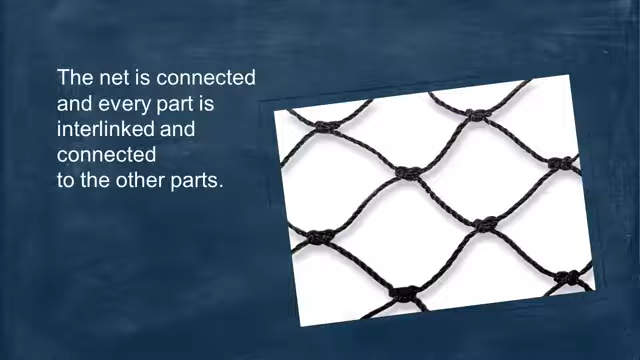 The net is connected
and every part is
interlinked and
connected
to the other parts.